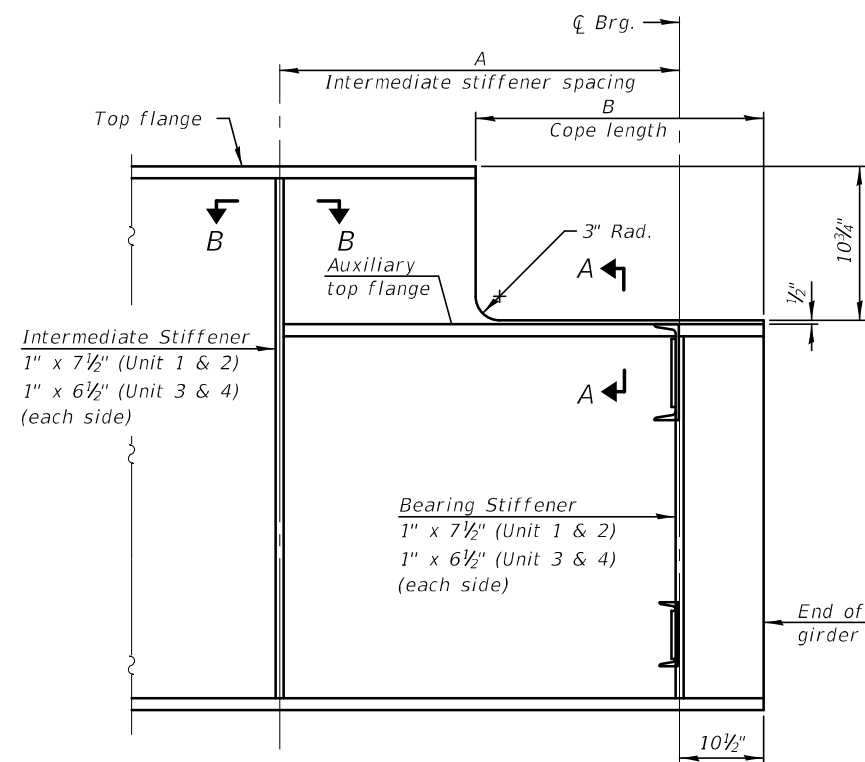 ℄ Brg.
A
Intermediate stiffener spacing
B
Cope length
Top flange
B
B
3" Rad.
A
Auxiliary
top flange
10¾"
½"
Intermediate Stiffener
1" x 7½" (Unit 1 & 2)
1" x 6½" (Unit 3 & 4)
(each side)
A
Bearing Stiffener
1" x 7½" (Unit 1 & 2)
1" x 6½" (Unit 3 & 4)
(each side)
End of
girder
10½"